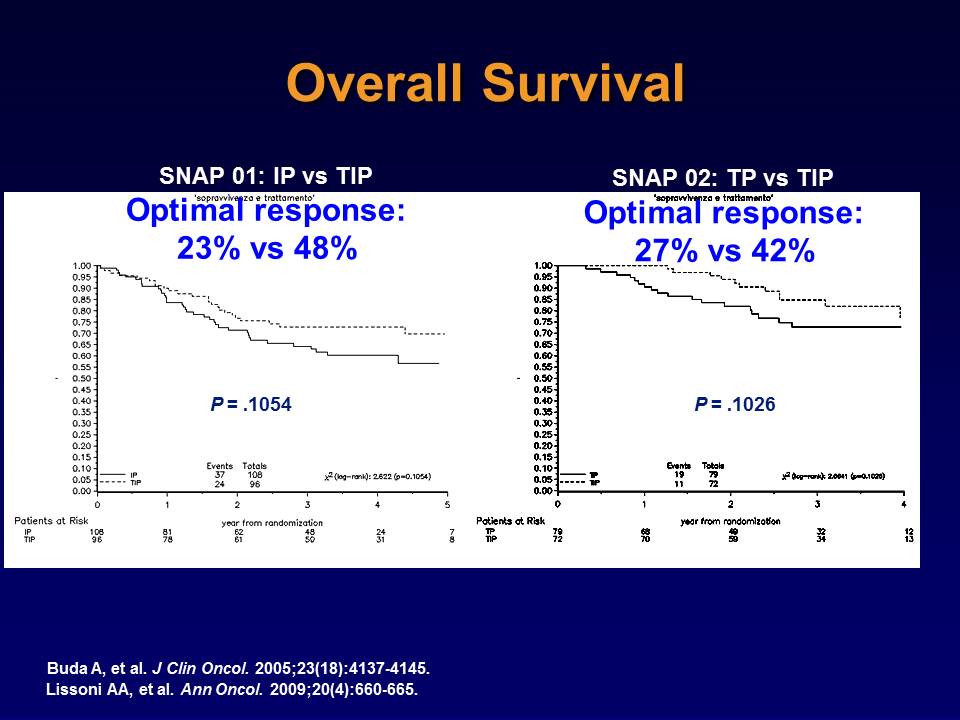 Overall Survival
SNAP 01: IP vs TIP
'sopravvivenza e trattamento'
Optimal response:
23% vs 48%
1.00
0.95
0.90
0.85
0.80
0.75
0.70
0.65
0.60
0.55
0.50
0.45
0.40
0.35
0.30
0.25
0.20
0.15
0.10
0.05
0.00
P = .1054
Events Totals
IP 37 108
TIP 24 96
χ2 (log-rank): 2.622 (p=0.1054)
0 1 2 3 4 5
Patients at Risk year from randomization
IP 108 81 62 48 24 7
TIP 96 78 61 50 31 8
SNAP 02: TP vs TIP
'sopravvivenza e trattamento'
Optimal response:
27% vs 42%
1.00
0.95
0.90
0.85
0.80
0.75
0.70
0.65
0.60
0.55
0.50
0.45
0.40
0.35
0.30
0.25
0.20
0.15
0.10
0.05
0.00
P = .1026
Events Totals
TP 19 79
TIP 11 72
χ2 (log-rank): (p=0.1026)
0 1 2 3 4
Patients at Risk year from randomization
TP 79 68 49 32 12
TIP 72 70 59 34 13
Buda A, et al. J Clin Oncol. 2005;23(18):4137-4145.
Lissoni AA, et al. Ann Oncol. 2009;20(4):660-665.